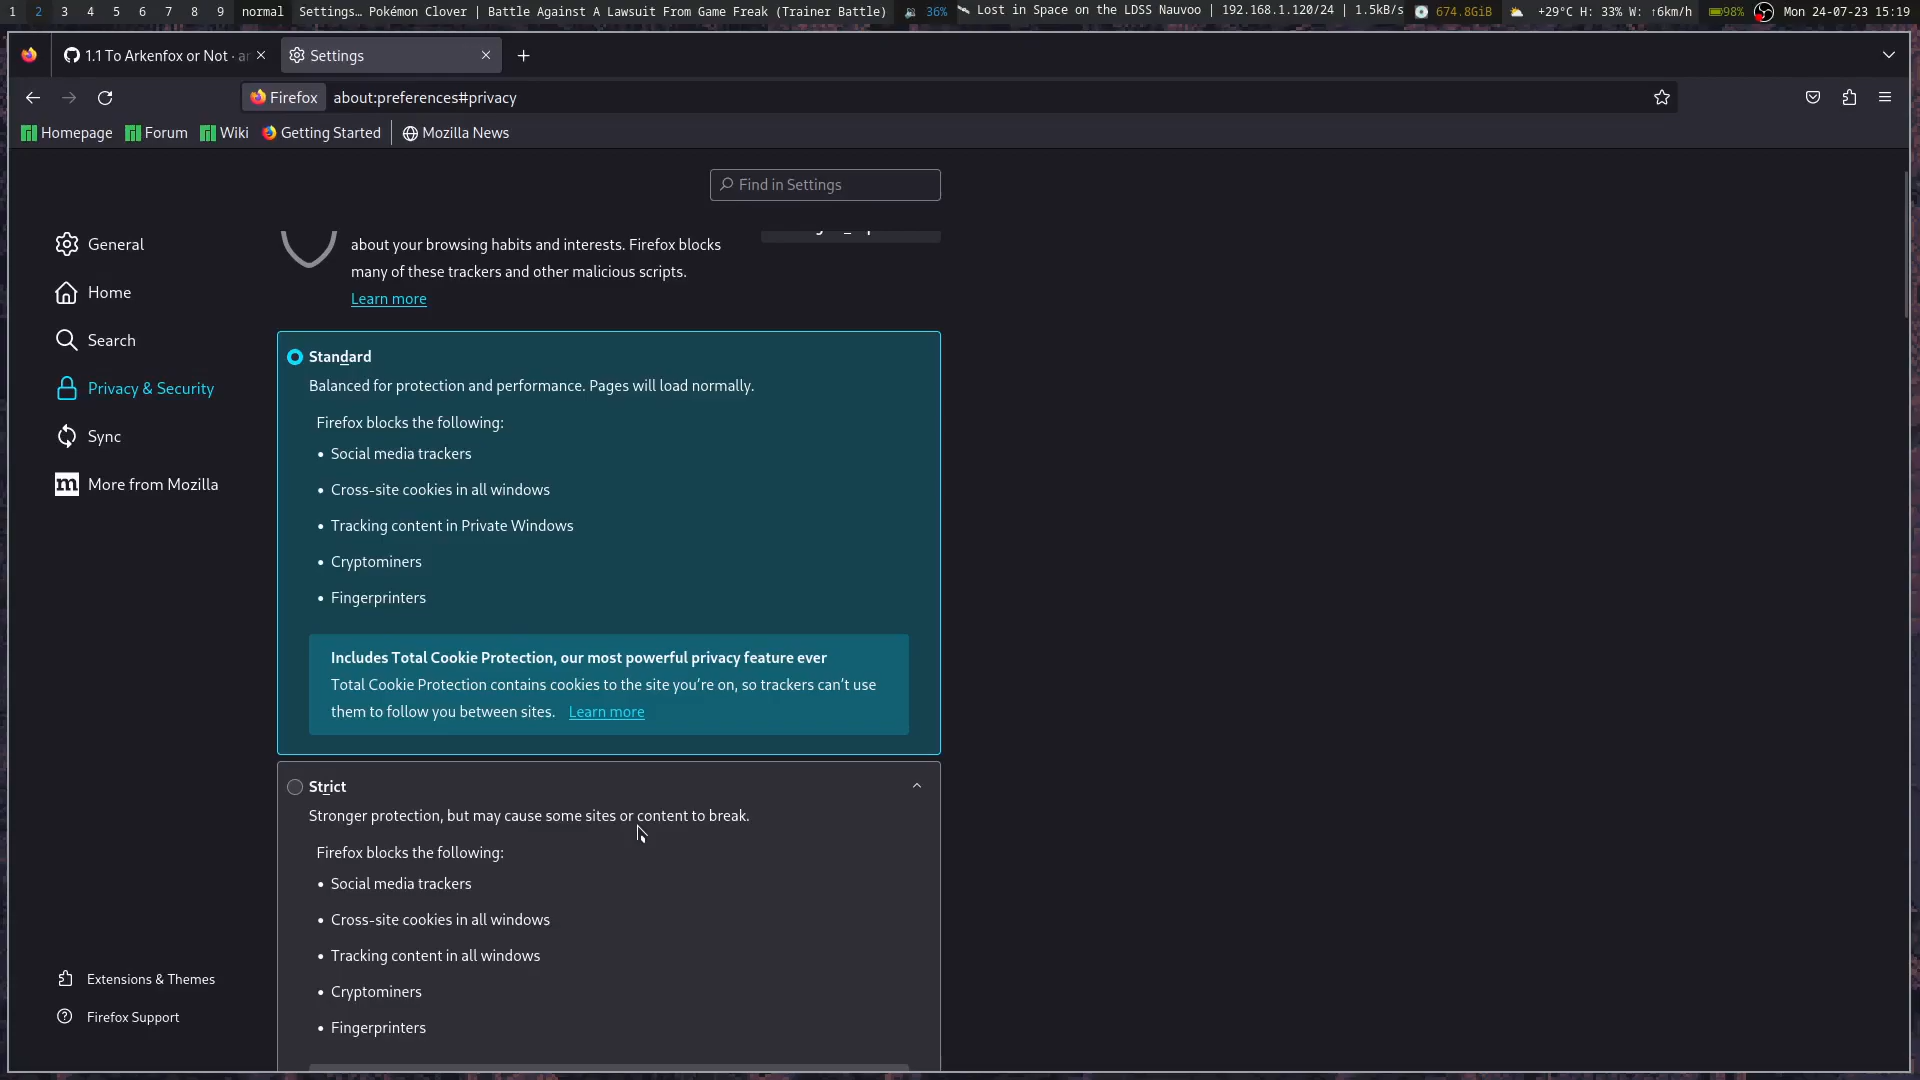 1 2 3 4 5 6 7 8 9 normal Settings… Pokémon Clover | Battle Against A Lawsuit From Game Freak (Trainer Battle) 36% Lost in Space on the LDSS Nauvoo | 192.168.1.120/24 | 1.5kB/s 674.8GiB +29°C H: 33% W: ↑6km/h 98% Mon 24-07-23 15:19
1.1 To Arkenfox or Not · ar
Settings
Firefox about:preferences#privacy
Homepage Forum Wiki Getting Started Mozilla News
Find in Settings
General
Home
Search
Privacy & Security
Sync
More from Mozilla
Extensions & Themes
Firefox Support
about your browsing habits and interests. Firefox blocks
many of these trackers and other malicious scripts.
Learn more
Standard
Balanced for protection and performance. Pages will load normally.
Firefox blocks the following:
• Social media trackers
• Cross-site cookies in all windows
• Tracking content in Private Windows
• Cryptominers
• Fingerprinters
Includes Total Cookie Protection, our most powerful privacy feature ever
Total Cookie Protection contains cookies to the site you’re on, so trackers can’t use
them to follow you between sites. Learn more
Strict
Stronger protection, but may cause some sites or content to break.
Firefox blocks the following:
• Social media trackers
• Cross-site cookies in all windows
• Tracking content in all windows
• Cryptominers
• Fingerprinters